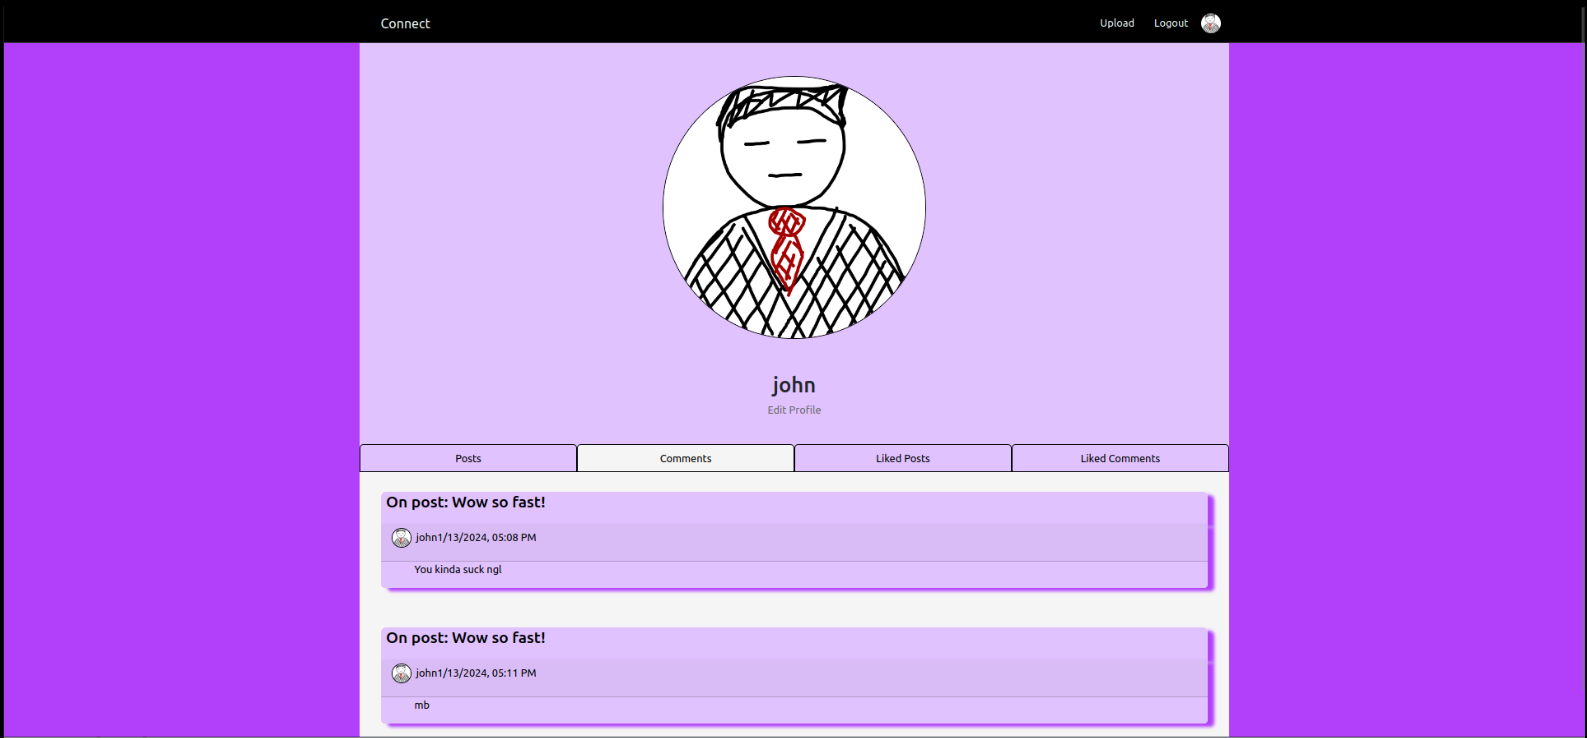 Connect
Upload
Logout
john
Edit Profile
Posts
Comments
Liked Posts
Liked Comments
On post: Wow so fast!
john1/13/2024, 05:08 PM
You kinda suck ngl
On post: Wow so fast!
john1/13/2024, 05:11 PM
mb